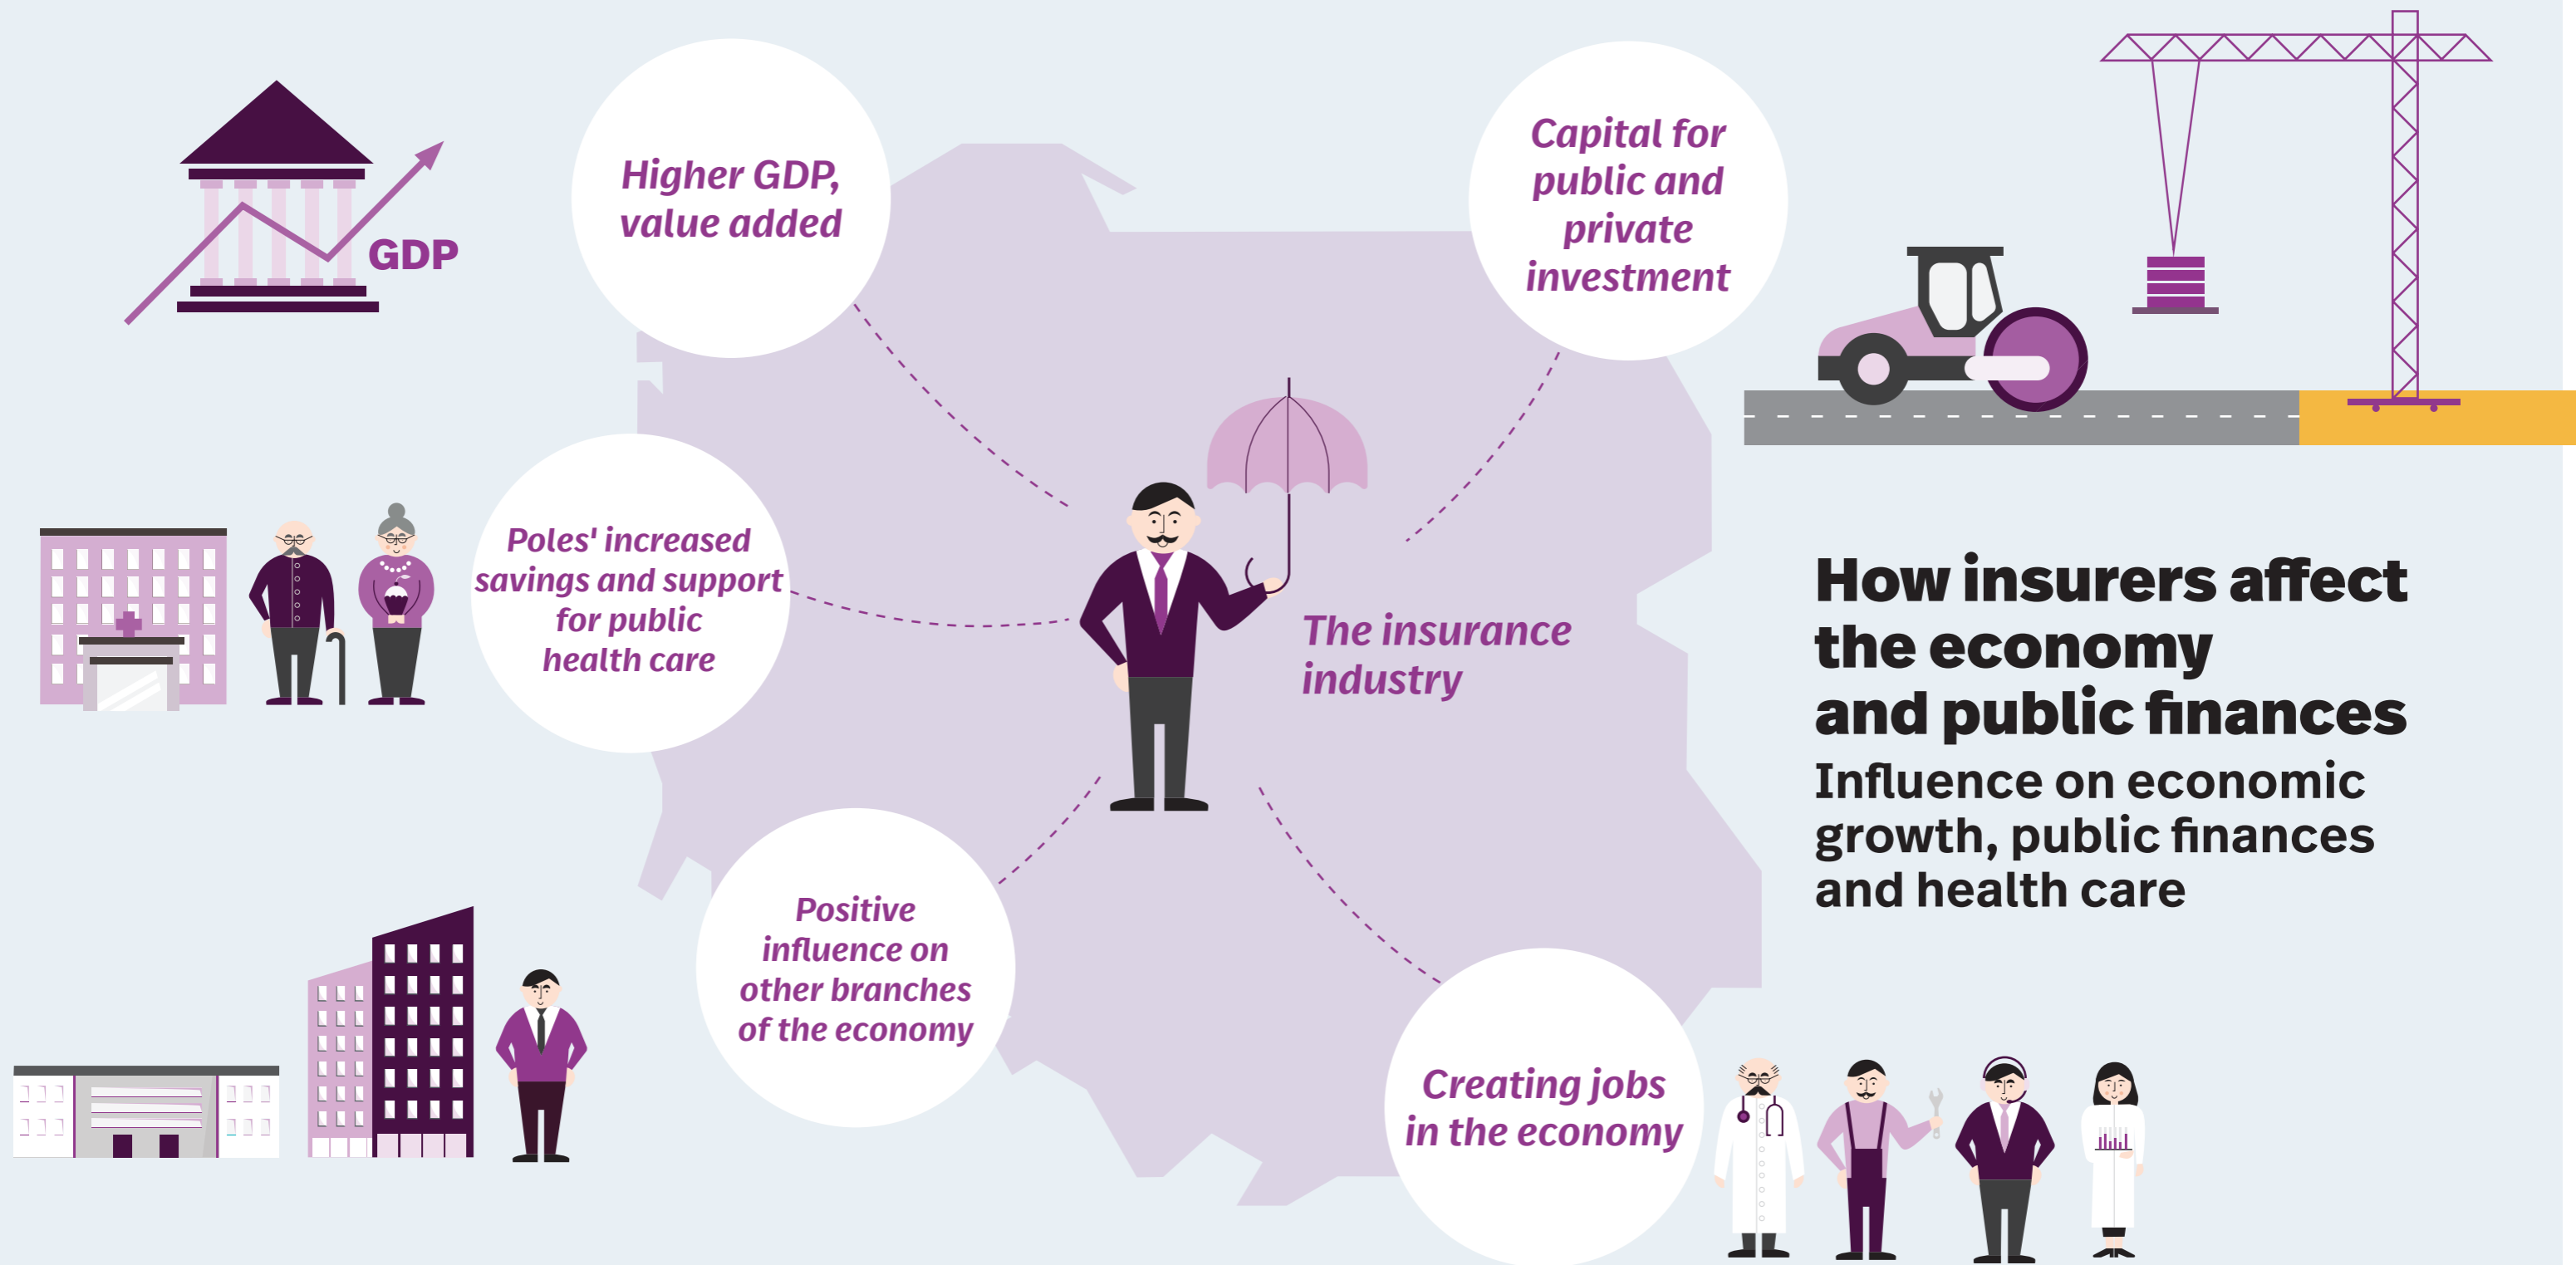 Higher GDP,
value added
GDP
Capital for
public and
private
investment
Poles' increased
savings and support
for public
health care
The insurance
industry
How insurers affect
the economy
and public finances
Influence on economic
growth, public finances
and health care
Positive
influence on
other branches
of the economy
Creating jobs
in the economy